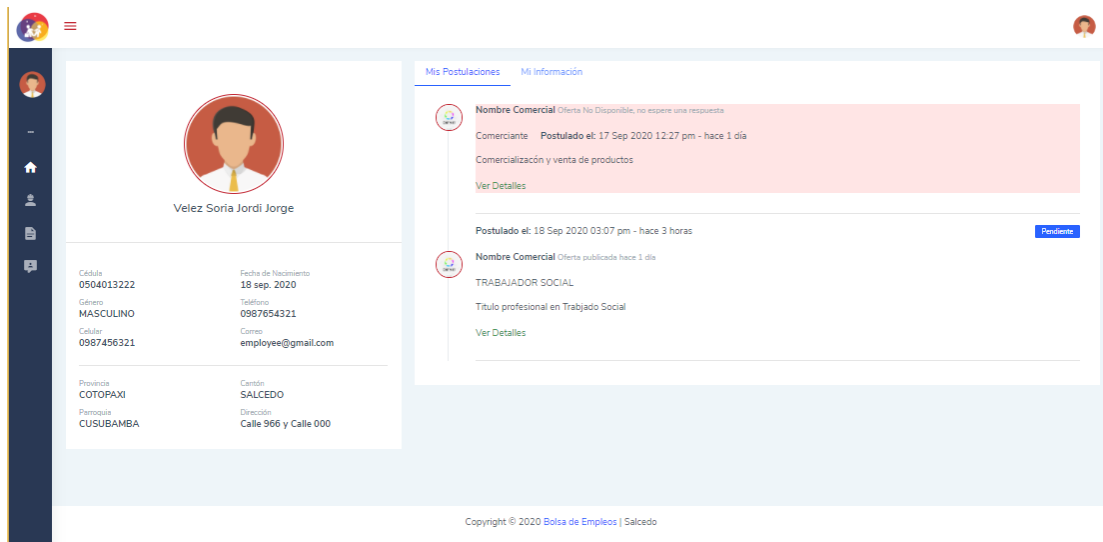 Velez Soria Jordi Jorge
Cédula
0504013222
Fecha de Nacimiento
18 sep. 2020
Género
MASCULINO
Teléfono
0987654321
Celular
0987456321
Correo
employee@gmail.com
Provincia
COTOPAXI
Cantón
SALCEDO
Parroquia
CUSUBAMBA
Dirección
Calle 966 y Calle 000
Mis Postulaciones Mi Información
Nombre Comercial Oferta No Disponible, no espere una respuesta
Comerciante Postulado el: 17 Sep 2020 12:27 pm - hace 1 día
Comercializacón y venta de productos
Ver Detalles
Postulado el: 18 Sep 2020 03:07 pm - hace 3 horas
Pendiente
Nombre Comercial Oferta publicada hace 1 día
TRABAJADOR SOCIAL
Titulo profesional en Trabjado Social
Ver Detalles
Copyright © 2020 Bolsa de Empleos | Salcedo